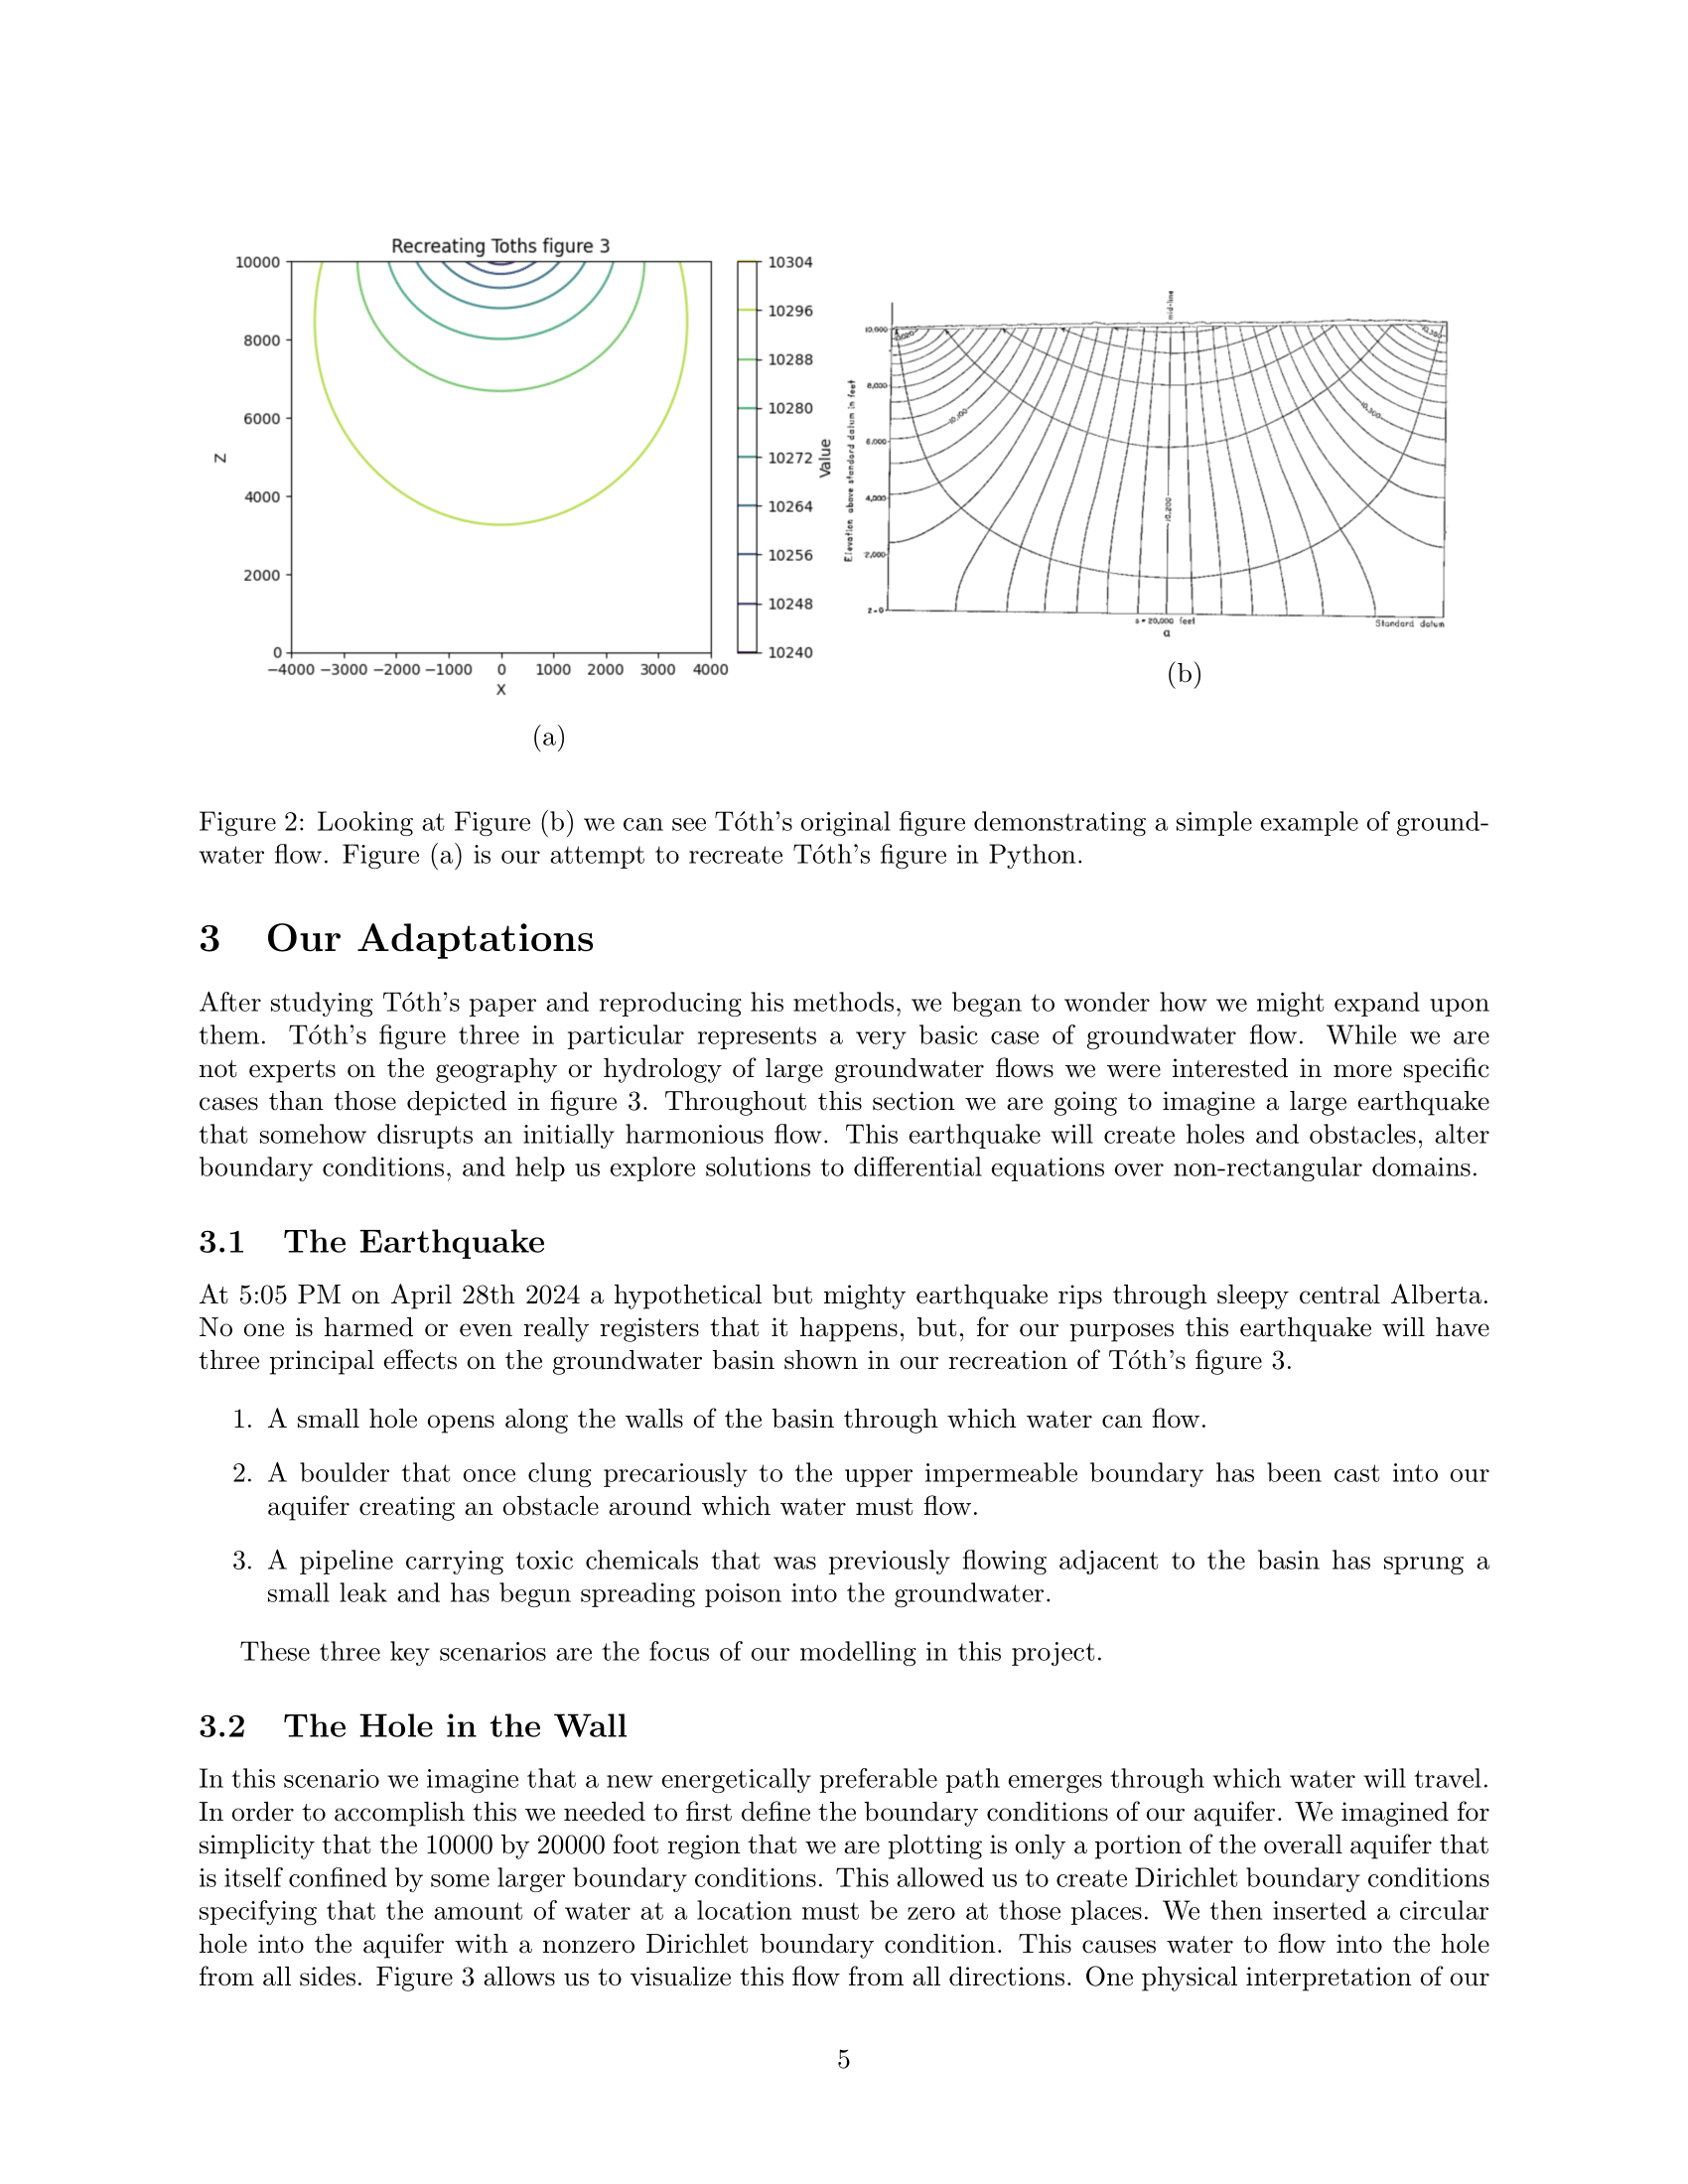 Recreating Toths figure 3
10000
8000
6000
4000
2000
0
Z
−4000 −3000 −2000 −1000 0 1000 2000 3000 4000
X
10304
10296
10288
10280
10272
10264
10256
10248
10240
Value
(a)
mid-line
Elevation above standard datum in feet
10,000
8,000
6,000
4,000
2,000
z=0
10,100
10,200
10,300
s = 20,000 feet
Standard datum
a
(b)
Figure 2: Looking at Figure (b) we can see Tóth's original figure demonstrating a simple example of ground-
water flow. Figure (a) is our attempt to recreate Tóth's figure in Python.
3 Our Adaptations
After studying Tóth's paper and reproducing his methods, we began to wonder how we might expand upon
them. Tóth's figure three in particular represents a very basic case of groundwater flow. While we are
not experts on the geography or hydrology of large groundwater flows we were interested in more specific
cases than those depicted in figure 3. Throughout this section we are going to imagine a large earthquake
that somehow disrupts an initially harmonious flow. This earthquake will create holes and obstacles, alter
boundary conditions, and help us explore solutions to differential equations over non-rectangular domains.
3.1 The Earthquake
At 5:05 PM on April 28th 2024 a hypothetical but mighty earthquake rips through sleepy central Alberta.
No one is harmed or even really registers that it happens, but, for our purposes this earthquake will have
three principal effects on the groundwater basin shown in our recreation of Tóth's figure 3.
1. A small hole opens along the walls of the basin through which water can flow.
2. A boulder that once clung precariously to the upper impermeable boundary has been cast into our
aquifer creating an obstacle around which water must flow.
3. A pipeline carrying toxic chemicals that was previously flowing adjacent to the basin has sprung a
small leak and has begun spreading poison into the groundwater.
These three key scenarios are the focus of our modelling in this project.
3.2 The Hole in the Wall
In this scenario we imagine that a new energetically preferable path emerges through which water will travel.
In order to accomplish this we needed to first define the boundary conditions of our aquifer. We imagined for
simplicity that the 10000 by 20000 foot region that we are plotting is only a portion of the overall aquifer that
is itself confined by some larger boundary conditions. This allowed us to create Dirichlet boundary conditions
specifying that the amount of water at a location must be zero at those places. We then inserted a circular
hole into the aquifer with a nonzero Dirichlet boundary condition. This causes water to flow into the hole
from all sides. Figure 3 allows us to visualize this flow from all directions. One physical interpretation of our
5